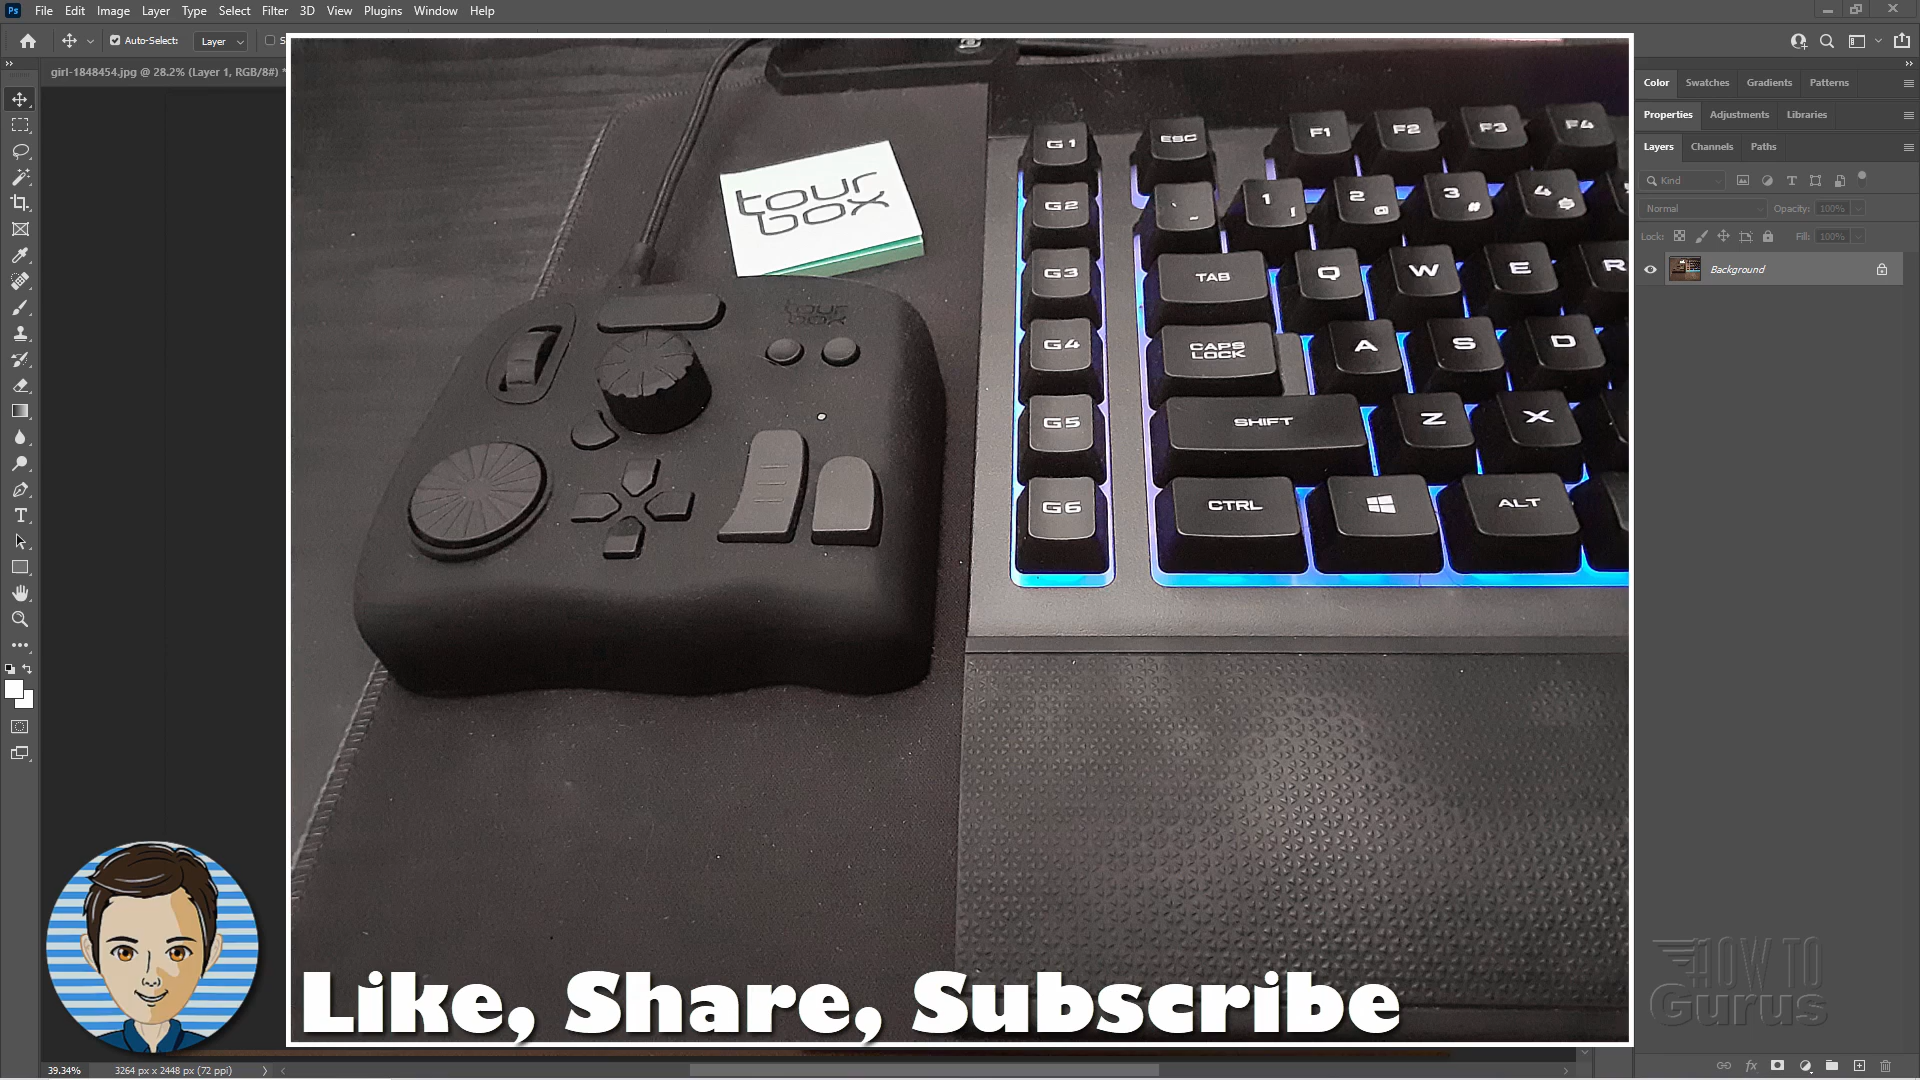 Ps File Edit Image Layer Type Select Filter 3D View Plugins Window Help
Auto-Select: Layer
girl-1848454.jpg @ 28.2% (Layer 1, RGB/8#) *
Color Swatches Gradients Patterns
Properties Adjustments Libraries
Layers Channels Paths
Kind
Normal Opacity: 100%
Lock: Fill: 100%
Background
tour
box
tour
box
G1 ESC F1 F2 F3 F4
G2 ` ~ 1 ! 2 @ 3 # 4 $
G3 TAB Q W E R
G4 CAPS LOCK A S D
G5 SHIFT Z X
G6 CTRL ALT
Like, Share, Subscribe
HOW TO
Gurus
39.34% 3264 px x 2448 px (72 ppi)
fx